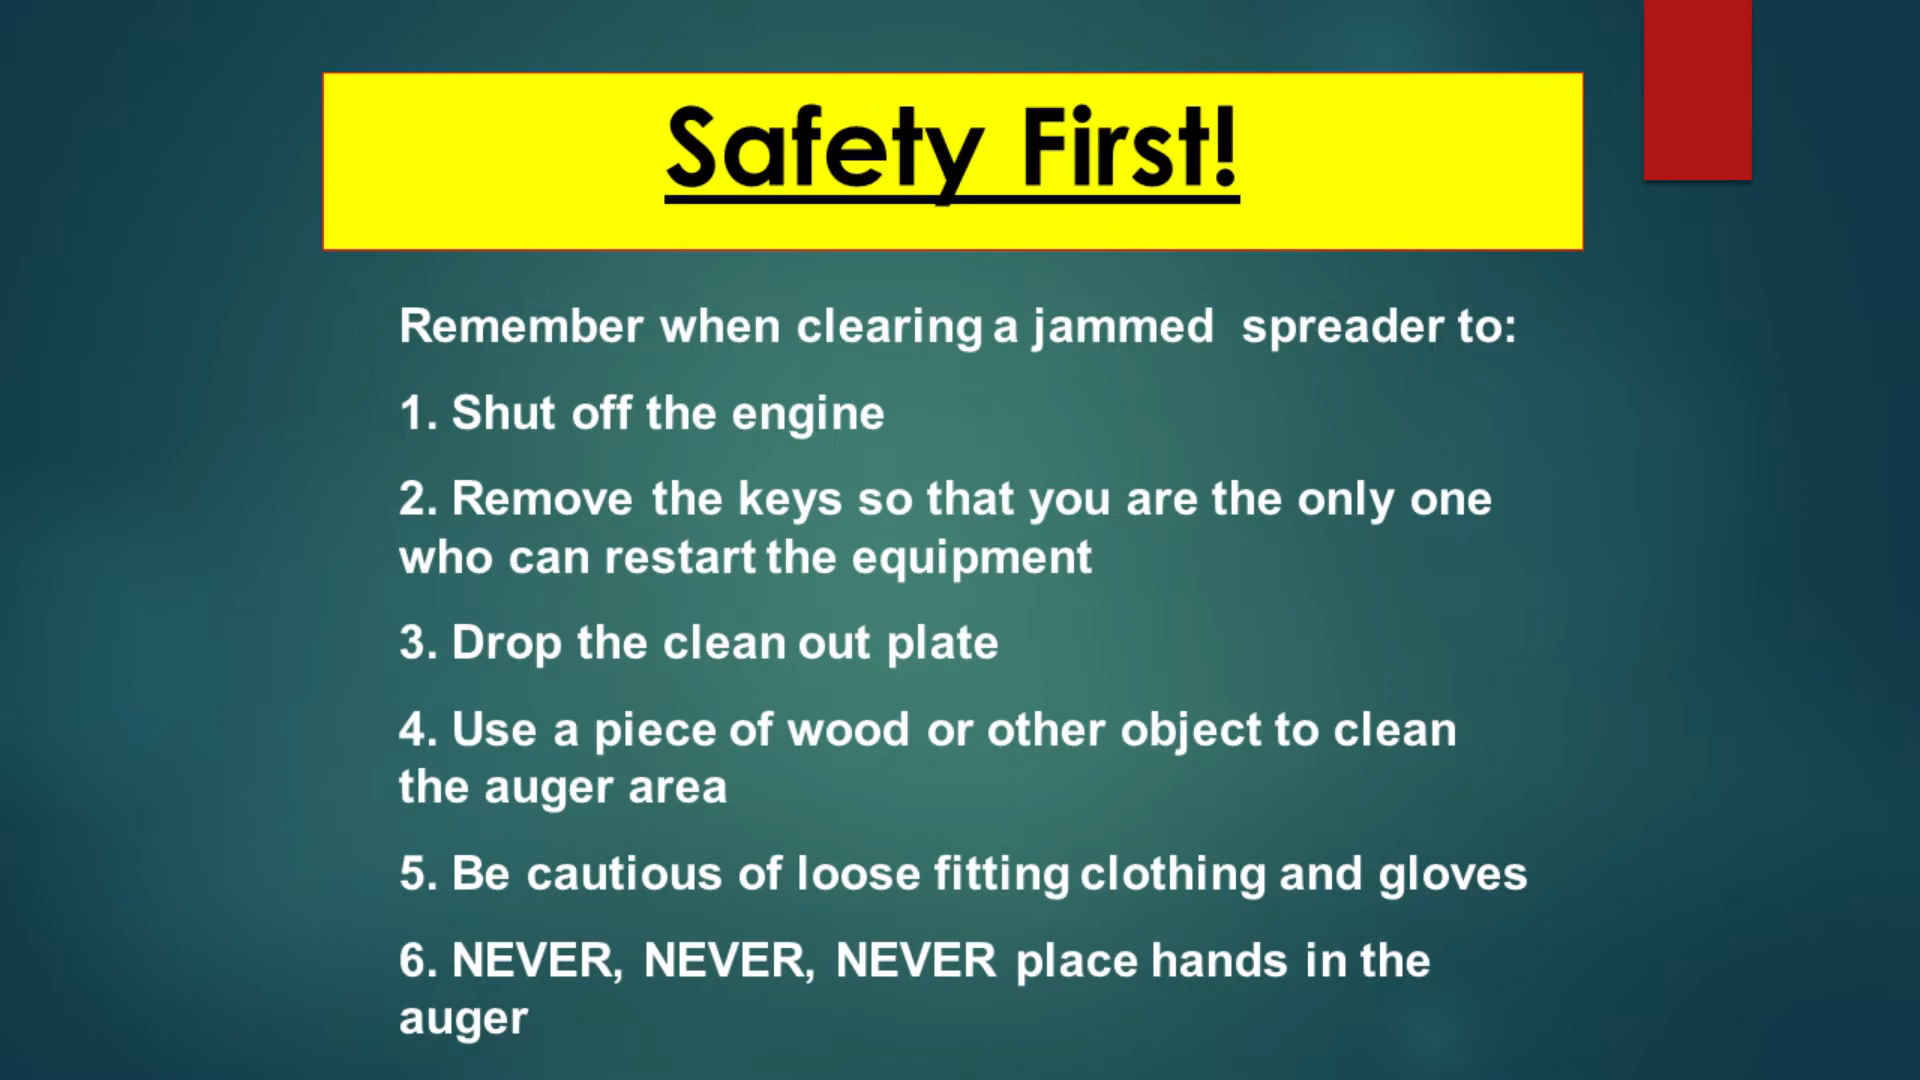 Safety First!
Remember when clearing a jammed spreader to:
1. Shut off the engine
2. Remove the keys so that you are the only one
who can restart the equipment
3. Drop the clean out plate
4. Use a piece of wood or other object to clean
the auger area
5. Be cautious of loose fitting clothing and gloves
6. NEVER, NEVER, NEVER place hands in the
auger